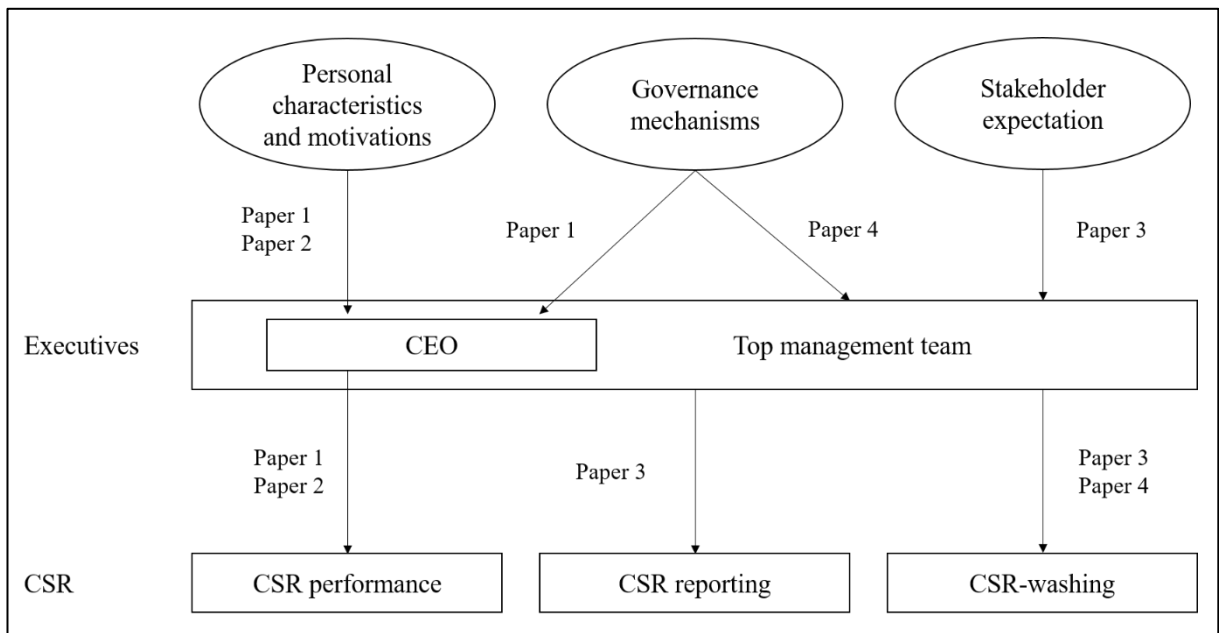 Personal
characteristics
and motivations
Governance
mechanisms
Stakeholder
expectation
Paper 1
Paper 2
Paper 1
Paper 4
Paper 3
Executives
CEO
Top management team
Paper 1
Paper 2
Paper 3
Paper 3
Paper 4
CSR
CSR performance
CSR reporting
CSR-washing